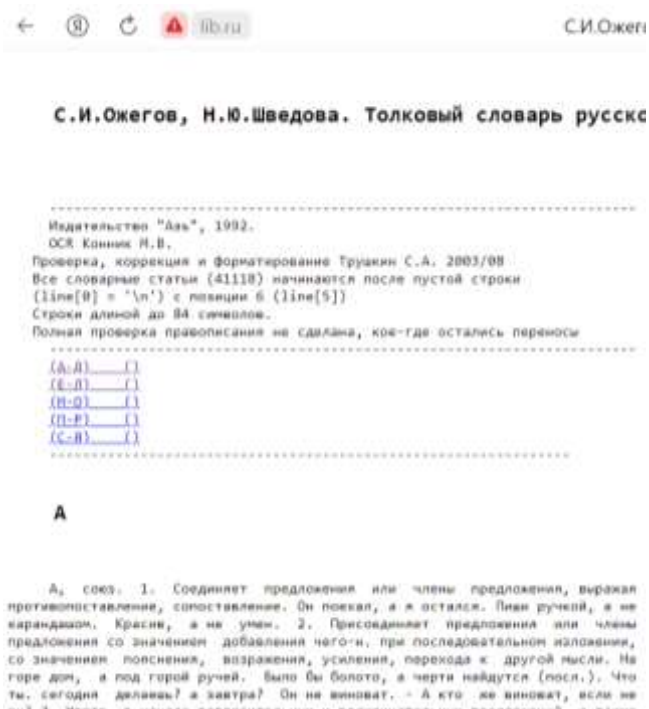 Я lib.ru С.И.Ожег
С.И.Ожегов, Н.Ю.Шведова. Толковый словарь русско
Издательство "Азъ", 1992.
OCR Конник М.В.
Проверка, коррекция и форматирование Трушкин С.А. 2003/08
Все словарные статьи (41118) начинаются после пустой строки
(line[0] = '\n') с позиции 6 (line[5])
Строки длиной до 84 символов.
Полная проверка правописания не сделана, кое-где остались переносы
(А-Д) ()
(Е-Л) ()
(М-О) ()
(П-Р) ()
(С-Я) ()
А
А, союз. 1. Соединяет предложения или члены предложения, выражая
противопоставление, сопоставление. Он поехал, а я остался. Пиши ручкой, а не
карандашом. Красив, а не умен. 2. Присоединяет предложения или члены
предложения со значением добавления чего-н. при последовательном изложении,
со значением пояснения, возражения, усиления, перехода к другой мысли. На
горе дом, а под горой ручей. Было бы болото, а черти найдутся (посл.). Что
ты. сегодня делаешь? а завтра? Он не виноват. - А кто же виноват, если не